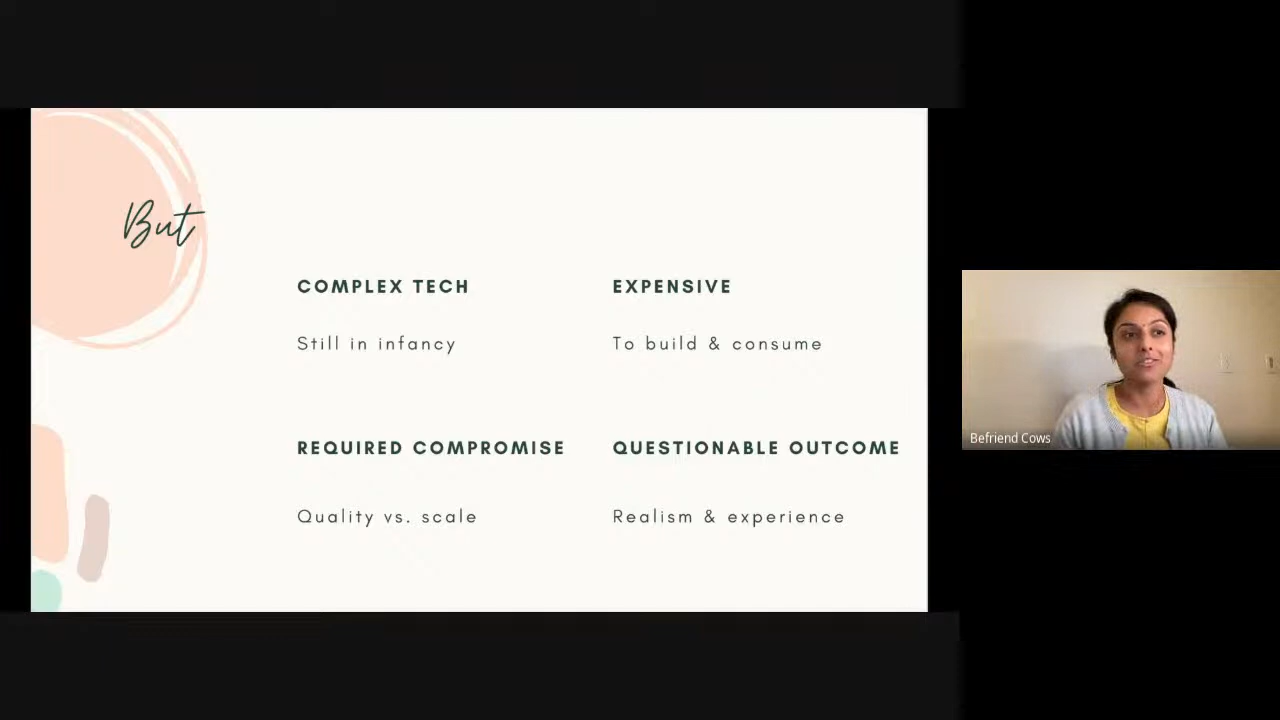 But
COMPLEX TECH
Still in infancy
EXPENSIVE
To build & consume
REQUIRED COMPROMISE
Quality vs. scale
QUESTIONABLE OUTCOME
Realism & experience
Befriend Cows